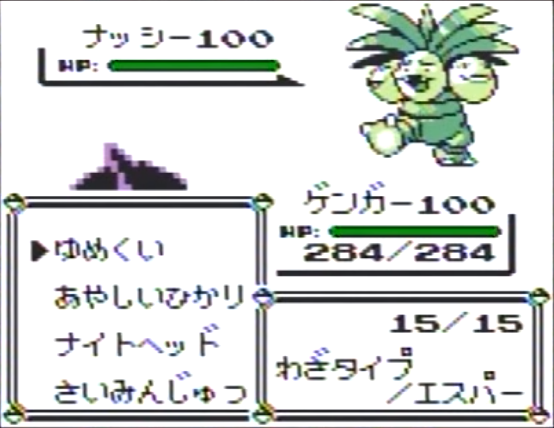 ナッシー100
HP:
ゲンガー100
HP:
284/284
▶ゆめくい
あやしいひかり
ナイトヘッド
さいみんじゅつ
15/15
わざタイプ
/エスパー